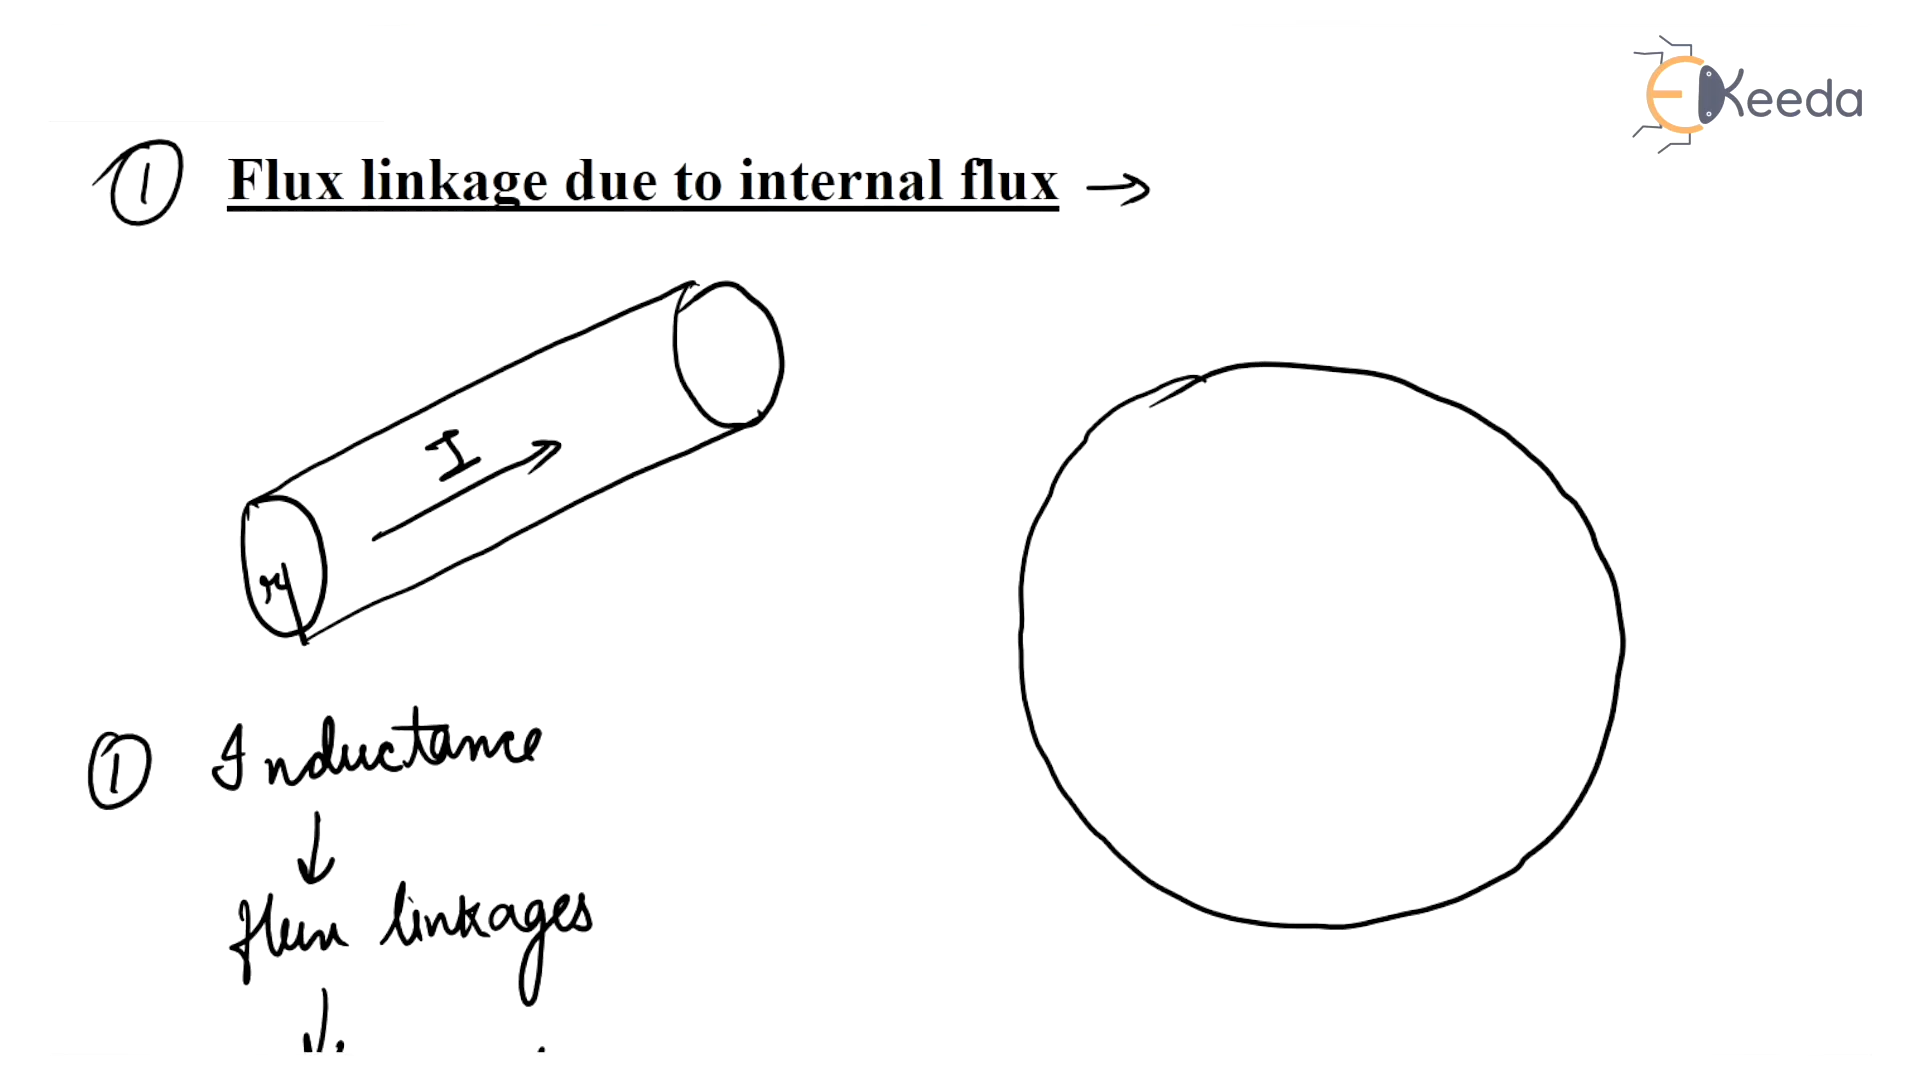 EKeeda
① Flux linkage due to internal flux →
I
r
① Inductance
↓
flux linkages
↓